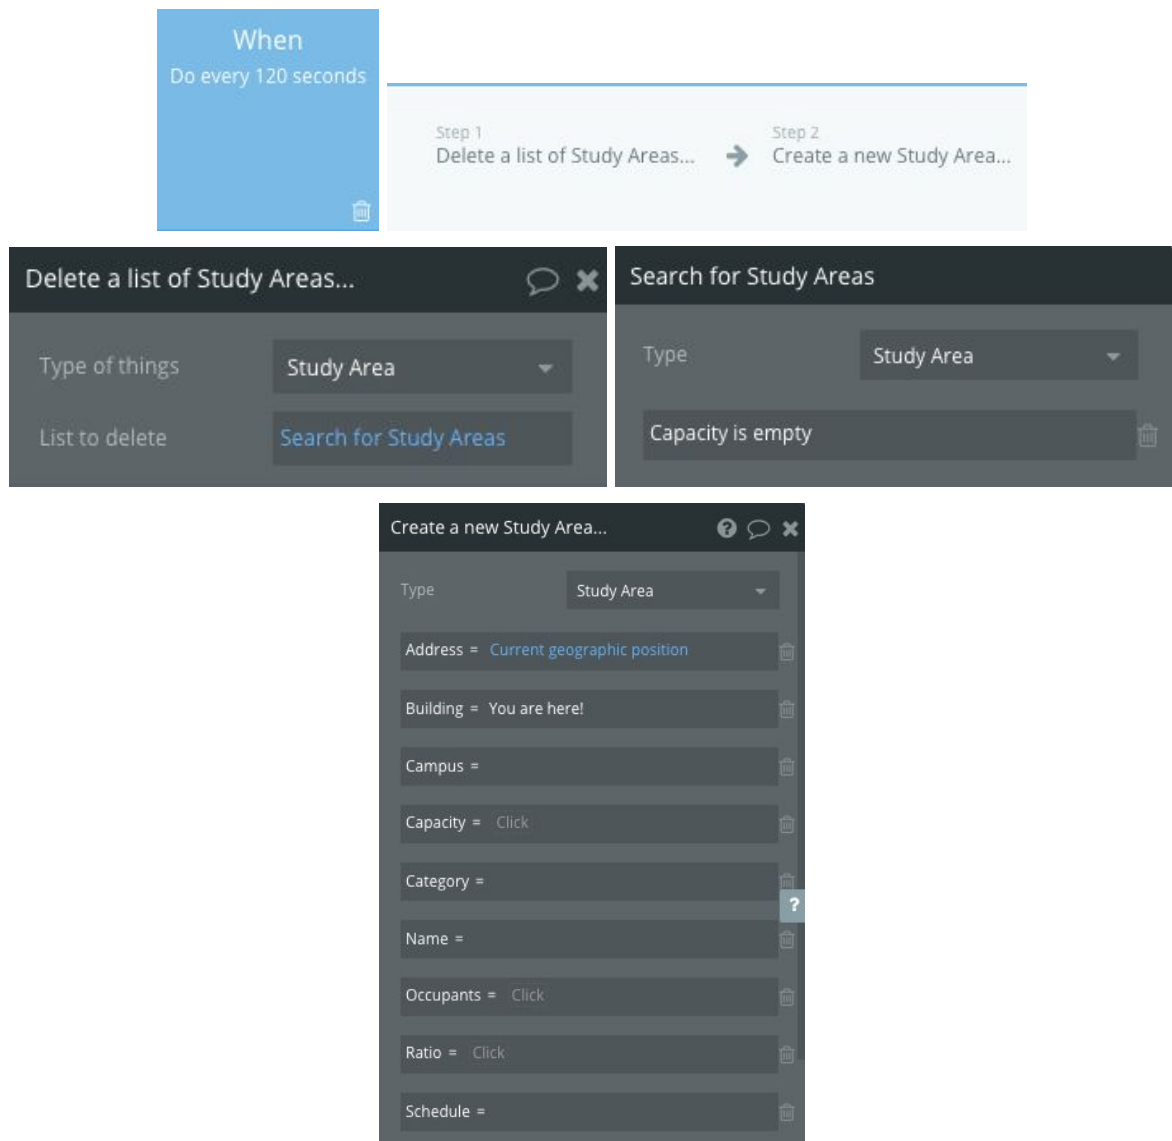 When
Do every 120 seconds
Step 1
Delete a list of Study Areas...
Step 2
Create a new Study Area...
Delete a list of Study Areas...
Type of things
Study Area
List to delete
Search for Study Areas
Search for Study Areas
Type
Study Area
Capacity is empty
Create a new Study Area...
?
Type
Study Area
Address = Current geographic position
Building = You are here!
Campus =
Capacity = Click
Category =
?
Name =
Occupants = Click
Ratio = Click
Schedule =